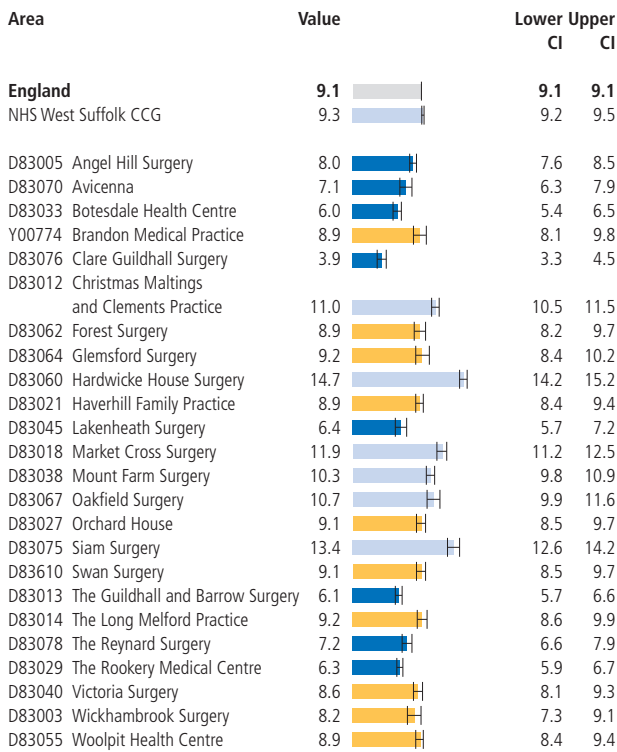 Area Value Lower Upper
CI CI
England 9.1 9.1 9.1
NHS West Suffolk CCG 9.3 9.2 9.5
D83005 Angel Hill Surgery 8.0 7.6 8.5
D83070 Avicenna 7.1 6.3 7.9
D83033 Botesdale Health Centre 6.0 5.4 6.5
Y00774 Brandon Medical Practice 8.9 8.1 9.8
D83076 Clare Guildhall Surgery 3.9 3.3 4.5
D83012 Christmas Maltings
and Clements Practice 11.0 10.5 11.5
D83062 Forest Surgery 8.9 8.2 9.7
D83064 Glemsford Surgery 9.2 8.4 10.2
D83060 Hardwicke House Surgery 14.7 14.2 15.2
D83021 Haverhill Family Practice 8.9 8.4 9.4
D83045 Lakenheath Surgery 6.4 5.7 7.2
D83018 Market Cross Surgery 11.9 11.2 12.5
D83038 Mount Farm Surgery 10.3 9.8 10.9
D83067 Oakfield Surgery 10.7 9.9 11.6
D83027 Orchard House 9.1 8.5 9.7
D83075 Siam Surgery 13.4 12.6 14.2
D83610 Swan Surgery 9.1 8.5 9.7
D83013 The Guildhall and Barrow Surgery 6.1 5.7 6.6
D83014 The Long Melford Practice 9.2 8.6 9.9
D83078 The Reynard Surgery 7.2 6.6 7.9
D83029 The Rookery Medical Centre 6.3 5.9 6.7
D83040 Victoria Surgery 8.6 8.1 9.3
D83003 Wickhambrook Surgery 8.2 7.3 9.1
D83055 Woolpit Health Centre 8.9 8.4 9.4